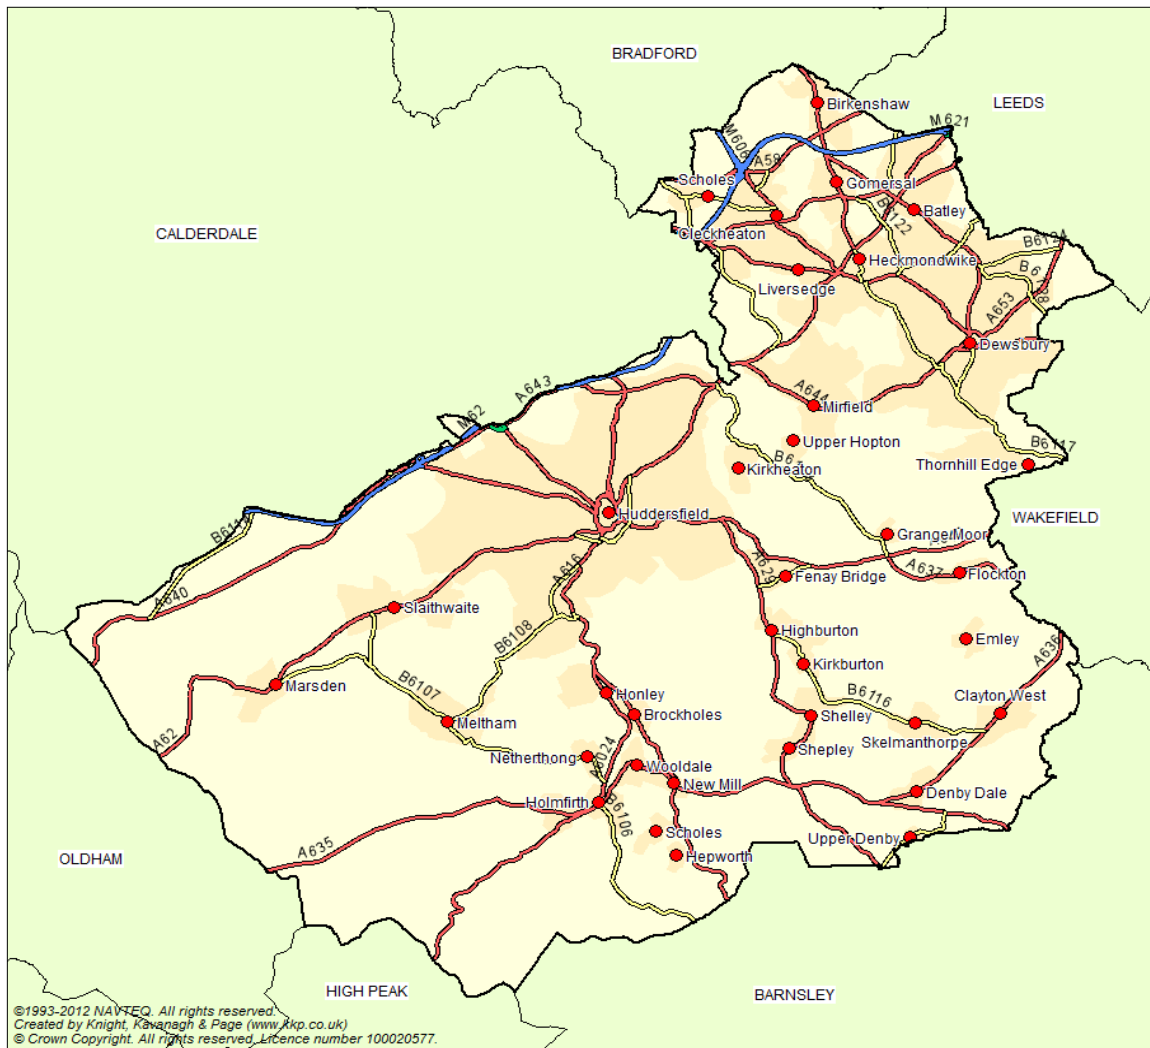 BRADFORD
LEEDS
Birkenshaw
M 621
M606
A58
Scholes
Gomersal
Batley
B6122
CALDERDALE
Cleckheaton
B6124
Heckmondwike
Liversedge
A653
Dewsbury
A643
A644
Mirfield
M62
Upper Hopton
B6117
Kirkheaton
Thornhill Edge
Huddersfield
WAKEFIELD
Grange Moor
A637
Flockton
A629
Fenay Bridge
A616
A640
Slaithwaite
Highburton
Emley
B6108
A636
Kirkburton
Marsden
B6107
B6116
Clayton West
Honley
Meltham
Brockholes
Shelley
Skelmanthorpe
A62
Shepley
Netherthong
A6024
Wooldale
New Mill
Denby Dale
Holmfirth
B6106
Scholes
Upper Denby
A635
OLDHAM
Hepworth
HIGH PEAK
BARNSLEY
©1993-2012 NAVTEQ. All rights reserved.
Created by Knight, Kavanagh & Page (www.kkp.co.uk)
© Crown Copyright. All rights reserved. Licence number 100020577.